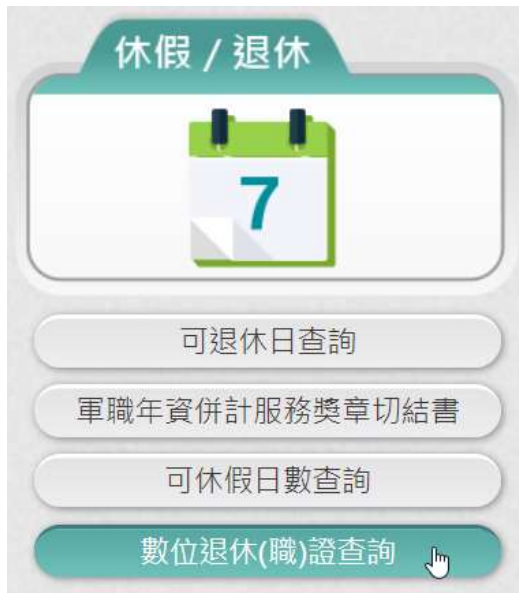 休假 / 退休
7
可退休日查詢
軍職年資併計服務獎章切結書
可休假日數查詢
數位退休(職)證查詢